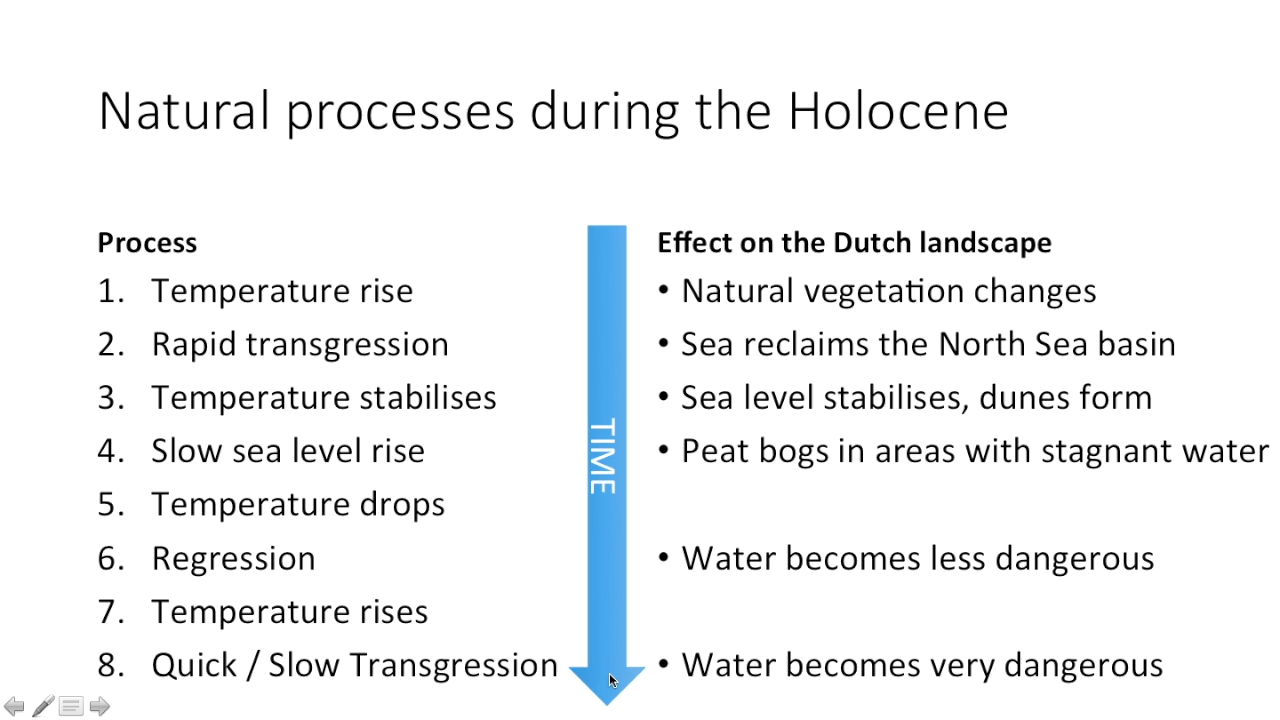 Natural processes during the Holocene
Process
1. Temperature rise
2. Rapid transgression
3. Temperature stabilises
4. Slow sea level rise
5. Temperature drops
6. Regression
7. Temperature rises
8. Quick / Slow Transgression
TIME
Effect on the Dutch landscape
• Natural vegetation changes
• Sea reclaims the North Sea basin
• Sea level stabilises, dunes form
• Peat bogs in areas with stagnant water
• Water becomes less dangerous
• Water becomes very dangerous